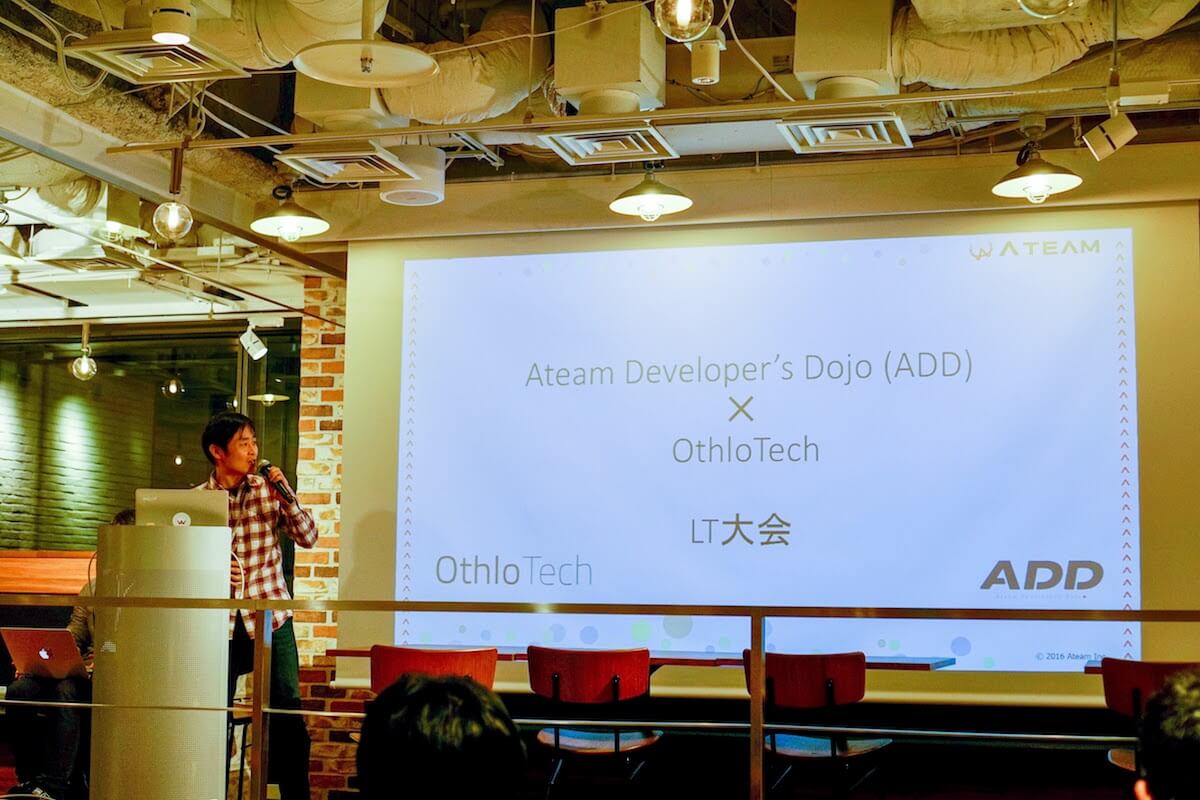 ATEAM
Ateam Developer's Dojo (ADD)
×
OthloTech
LT大会
OthloTech
ADD
© 2016 Ateam Inc.